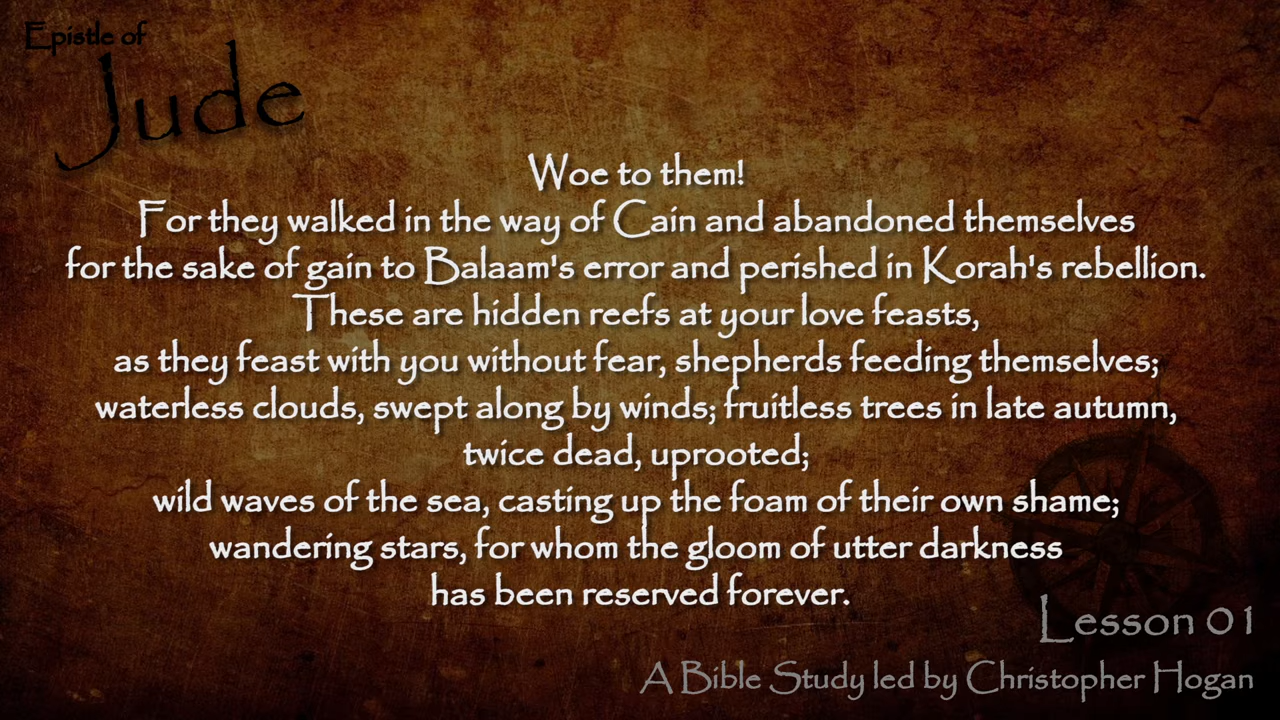 Epistle of
Jude
Woe to them!
For they walked in the way of Cain and abandoned themselves
for the sake of gain to Balaam's error and perished in Korah's rebellion.
These are hidden reefs at your love feasts,
as they feast with you without fear, shepherds feeding themselves;
waterless clouds, swept along by winds; fruitless trees in late autumn,
twice dead, uprooted;
wild waves of the sea, casting up the foam of their own shame;
wandering stars, for whom the gloom of utter darkness
has been reserved forever.
Lesson 01
A Bible Study led by Christopher Hogan